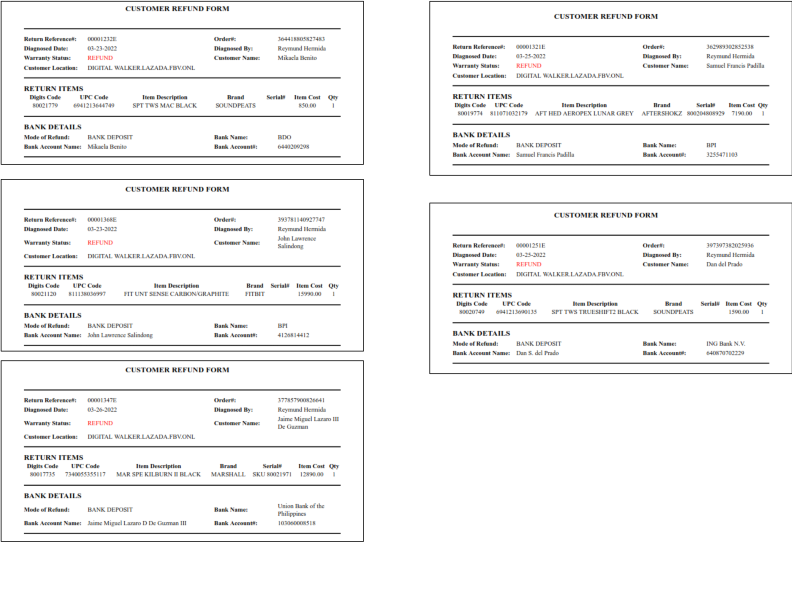 CUSTOMER REFUND FORM
Return Reference#: 00001232E Order#: 364418805827483
Diagnosed Date: 03-23-2022 Diagnosed By: Reymund Hermida
Warranty Status: REFUND Customer Name: Mikaela Benito
Customer Location: DIGITAL WALKER.LAZADA.FBV.ONL
RETURN ITEMS
Digits Code UPC Code Item Description Brand Serial# Item Cost Qty
80021779 6941213644749 SPT TWS MAC BLACK SOUNDPEATS 850.00 1
BANK DETAILS
Mode of Refund: BANK DEPOSIT Bank Name: BDO
Bank Account Name: Mikaela Benito Bank Account#: 6440209298
CUSTOMER REFUND FORM
Return Reference#: 00001368E Order#: 393781140927747
Diagnosed Date: 03-23-2022 Diagnosed By: Reymund Hermida
Warranty Status: REFUND Customer Name: John Lawrence
Salindong
Customer Location: DIGITAL WALKER.LAZADA.FBV.ONL
RETURN ITEMS
Digits Code UPC Code Item Description Brand Serial# Item Cost Qty
80021120 811138036997 FIT UNT SENSE CARBON/GRAPHITE FITBIT 15990.00 1
BANK DETAILS
Mode of Refund: BANK DEPOSIT Bank Name: BPI
Bank Account Name: John Lawrence Salindong Bank Account#: 4126814412
CUSTOMER REFUND FORM
Return Reference#: 00001347E Order#: 377857900826641
Diagnosed Date: 03-26-2022 Diagnosed By: Reymund Hermida
Warranty Status: REFUND Customer Name: Jaime Miguel Lazaro III
De Guzman
Customer Location: DIGITAL WALKER.LAZADA.FBV.ONL
RETURN ITEMS
Digits Code UPC Code Item Description Brand Serial# Item Cost Qty
80017735 7340055355117 MAR SPE KILBURN II BLACK MARSHALL SKU 80021971 12890.00 1
BANK DETAILS
Mode of Refund: BANK DEPOSIT Bank Name: Union Bank of the
Philippines
Bank Account Name: Jaime Miguel Lazaro D De Guzman III Bank Account#: 103060008518
CUSTOMER REFUND FORM
Return Reference#: 00001321E Order#: 362989302832538
Diagnosed Date: 03-25-2022 Diagnosed By: Reymund Hermida
Warranty Status: REFUND Customer Name: Samuel Francis Padilla
Customer Location: DIGITAL WALKER.LAZADA.FBV.ONL
RETURN ITEMS
Digits Code UPC Code Item Description Brand Serial# Item Cost Qty
80019774 811071032179 AFT HED AEROPEX LUNAR GREY AFTERSHOKZ 800204808929 7190.00 1
BANK DETAILS
Mode of Refund: BANK DEPOSIT Bank Name: BPI
Bank Account Name: Samuel Francis Padilla Bank Account#: 3255471103
CUSTOMER REFUND FORM
Return Reference#: 00001251E Order#: 397397382025936
Diagnosed Date: 03-25-2022 Diagnosed By: Reymund Hermida
Warranty Status: REFUND Customer Name: Dan del Prado
Customer Location: DIGITAL WALKER.LAZADA.FBV.ONL
RETURN ITEMS
Digits Code UPC Code Item Description Brand Serial# Item Cost Qty
80020749 6941213690135 SPT TWS TRUESHIFT2 BLACK SOUNDPEATS 1590.00 1
BANK DETAILS
Mode of Refund: BANK DEPOSIT Bank Name: ING Bank N.V.
Bank Account Name: Dan S. del Prado Bank Account#: 640870702229